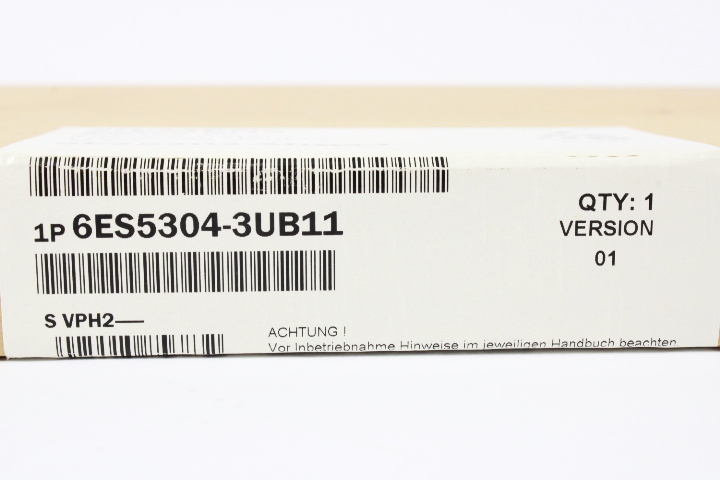 1P 6ES5304-3UB11
QTY: 1
VERSION
01
S VPH2—
ACHTUNG !
Vor Inbetriebnahme Hinweise im jeweiligen Handbuch beachten.